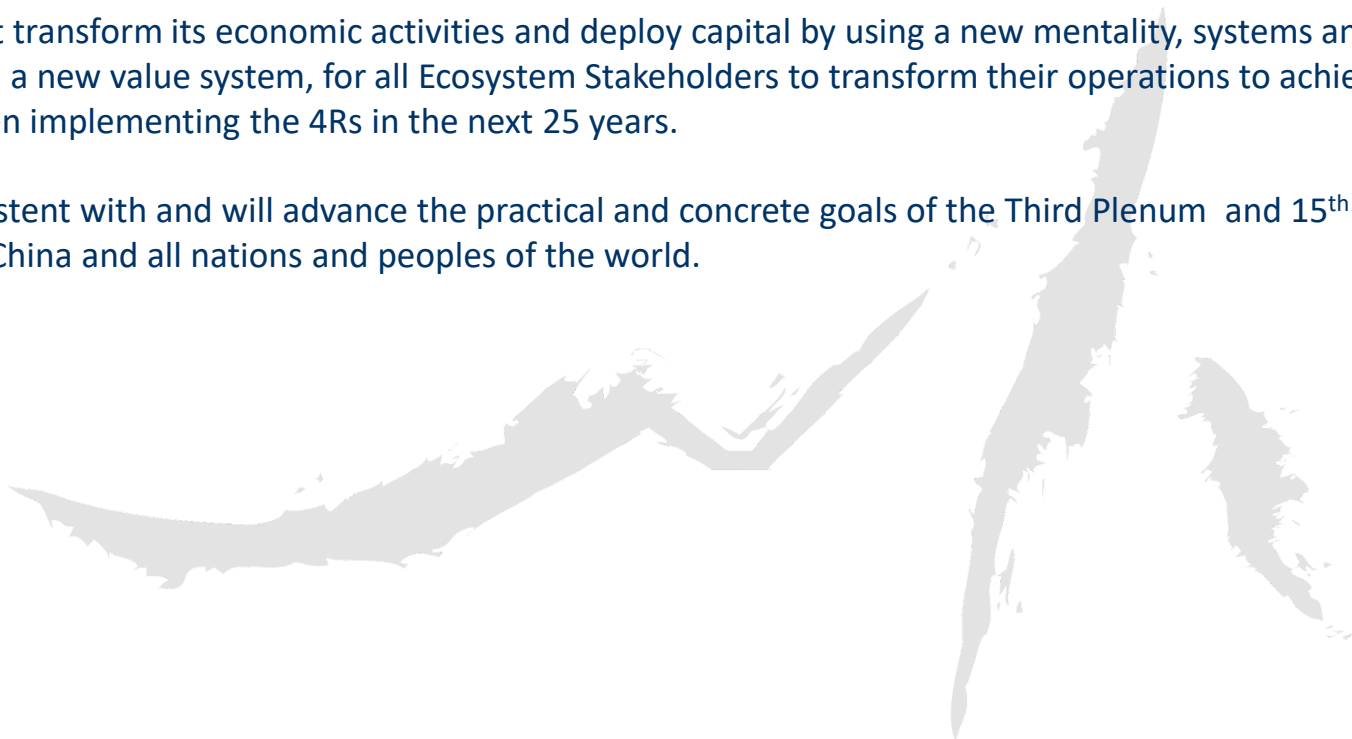 t transform its economic activities and deploy capital by using a new mentality, systems an
a new value system, for all Ecosystem Stakeholders to transform their operations to achie
n implementing the 4Rs in the next 25 years.
stent with and will advance the practical and concrete goals of the Third Plenum and 15th
China and all nations and peoples of the world.